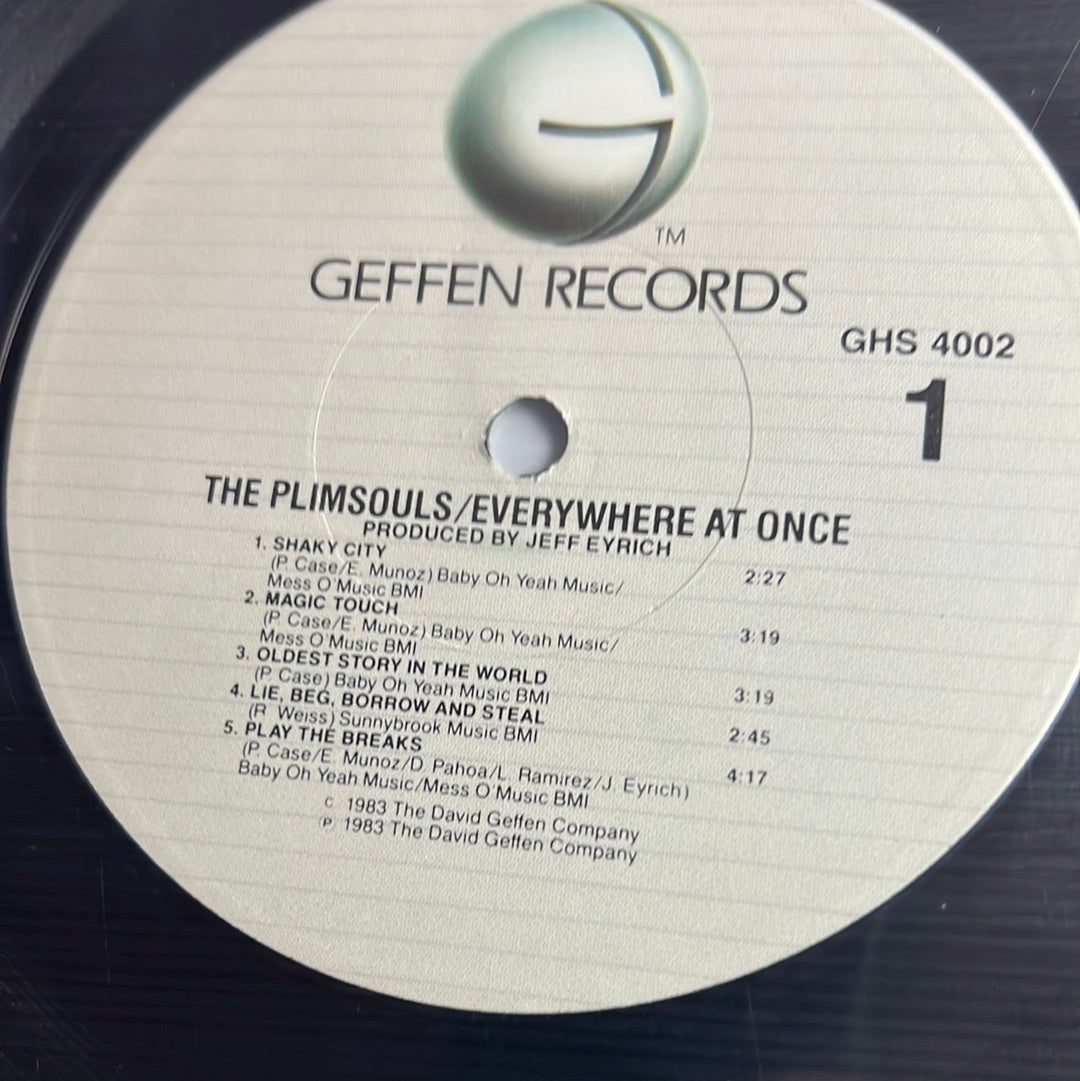 G
TM
GEFFEN RECORDS
GHS 4002
1
THE PLIMSOULS/EVERYWHERE AT ONCE
PRODUCED BY JEFF EYRICH
1. SHAKY CITY 2:27
(P. Case/E. Munoz) Baby Oh Yeah Music/
Mess O'Music BMI
2. MAGIC TOUCH 3:19
(P. Case/E. Munoz) Baby Oh Yeah Music/
Mess O'Music BMI
3. OLDEST STORY IN THE WORLD 3:19
(P. Case) Baby Oh Yeah Music BMI
4. LIE, BEG, BORROW AND STEAL 2:45
(R. Weiss) Sunnybrook Music BMI
5. PLAY THE BREAKS 4:17
(P. Case/E. Munoz/D. Pahoa/L. Ramirez/J. Eyrich)
Baby Oh Yeah Music/Mess O'Music BMI
C 1983 The David Geffen Company
P 1983 The David Geffen Company